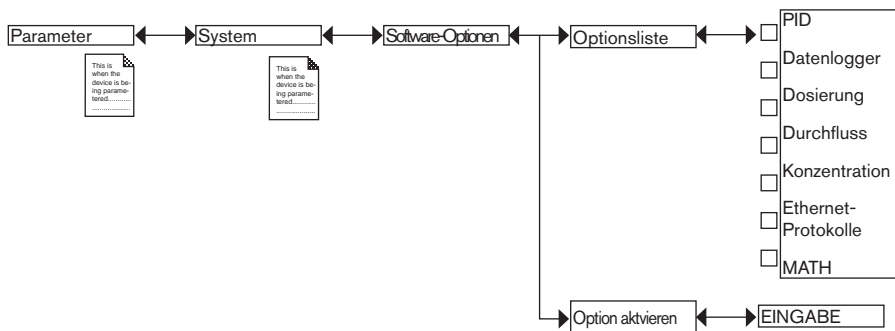 Parameter
System
Software-Optionen
Optionsliste
PID
Datenlogger
Dosierung
Durchfluss
Konzentration
Ethernet-
Protokolle
MATH
This is
when the
device is be-
ing parame-
tered...........
....................
This is
when the
device is be-
ing parame-
tered...........
....................
Option aktvieren
EINGABE